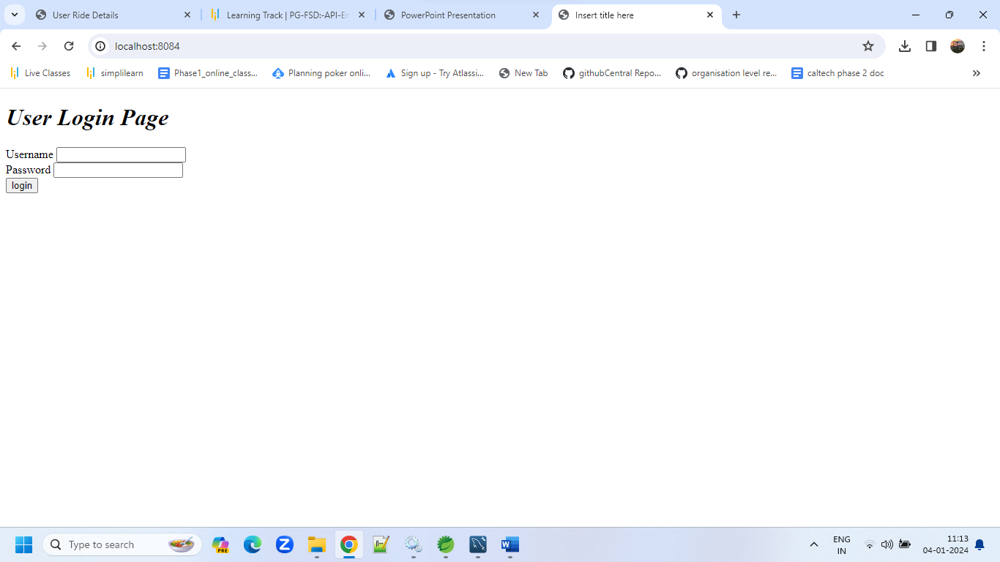 User Ride Details
Learning Track | PG-FSD:-API-En
PowerPoint Presentation
Insert title here
localhost:8084
Live Classes
simplilearn
Phase1_online_class...
Planning poker onli...
Sign up - Try Atlassi...
New Tab
githubCentral Repo...
organisation level re...
caltech phase 2 doc
User Login Page
Username
Password
login
Type to search
PRE
Z
W
ENG
IN
11:13
04-01-2024